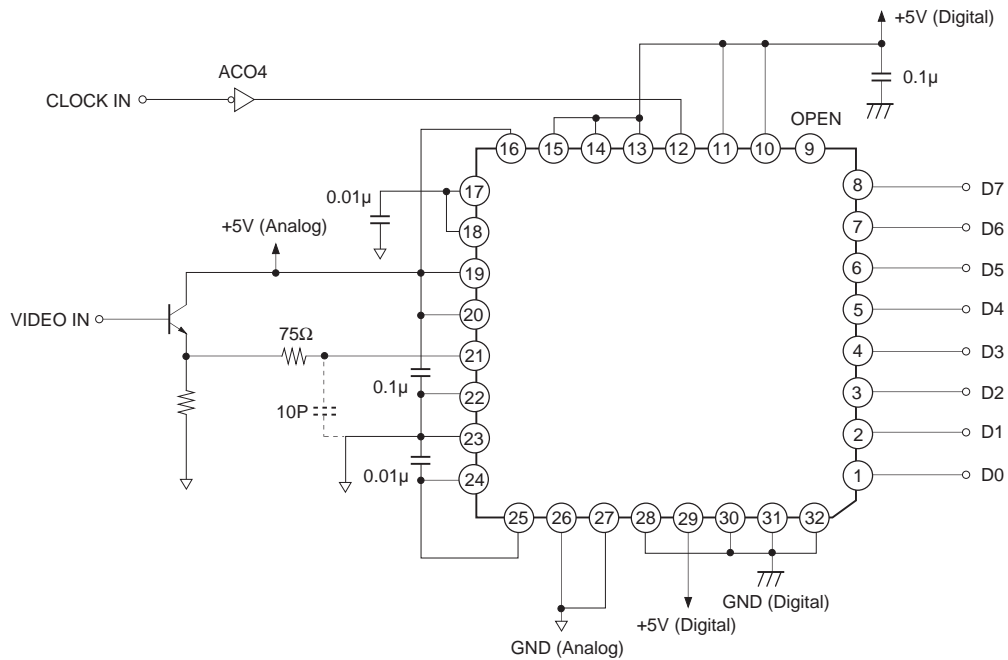 +5V (Digital)
ACO4
0.1µ
CLOCK IN
OPEN
16 15 14 13 12 11 10 9
17
0.01µ
8 D7
18
7 D6
+5V (Analog)
19
6 D5
20
5 D4
VIDEO IN
75Ω
21
4 D3
0.1µ
22
3 D2
10P
23
2 D1
0.01µ
24
1 D0
25 26 27 28 29 30 31 32
GND (Digital)
+5V (Digital)
GND (Analog)